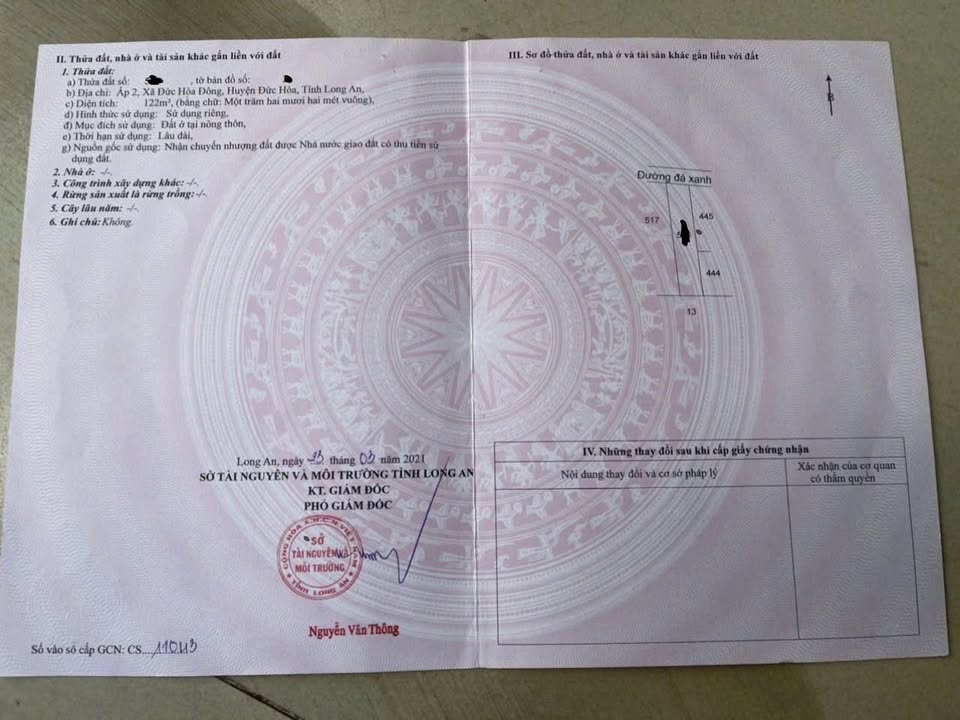 II. Thửa đất, nhà ở và tài sản khác gắn liền với đất
1. Thửa đất:
a) Thửa đất số: , tờ bản đồ số:
b) Địa chỉ: Ấp 2, Xã Đức Hòa Đông, Huyện Đức Hòa, Tỉnh Long An,
c) Diện tích: 122m², (bằng chữ: Một trăm hai mươi hai mét vuông),
d) Hình thức sử dụng: Sử dụng riêng,
đ) Mục đích sử dụng: Đất ở tại nông thôn,
e) Thời hạn sử dụng: Lâu dài,
g) Nguồn gốc sử dụng: Nhận chuyển nhượng đất được Nhà nước giao đất có thu tiền sử
dụng đất.
2. Nhà ở: -/-.
3. Công trình xây dựng khác: -/-.
4. Rừng sản xuất là rừng trồng: -/-.
5. Cây lâu năm: -/-.
6. Ghi chú: Không.
Long An, ngày tháng 03 năm 2021
SỞ TÀI NGUYÊN VÀ MÔI TRƯỜNG TỈNH LONG AN
KT. GIÁM ĐỐC
PHÓ GIÁM ĐỐC
CỘNG HÒA X.H.C.N VIỆT NAM
SỞ
TÀI NGUYÊN VÀ
MÔI TRƯỜNG
TỈNH LONG AN
Nguyễn Văn Thông
Số vào sổ cấp GCN: CS....
III. Sơ đồ thửa đất, nhà ở và tài sản khác gắn liền với đất
B
Đường đá xanh
517
445
444
13
IV. Những thay đổi sau khi cấp giấy chứng nhận
Nội dung thay đổi và cơ sở pháp lý
Xác nhận của cơ quan
có thẩm quyền